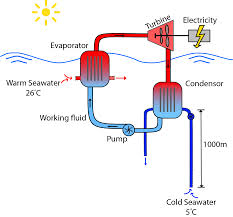 Turbine
Electricity
Evaporator
Condensor
Warm Seawater
26°C
Working fluid
Pump
1000m
Cold Seawater
5°C